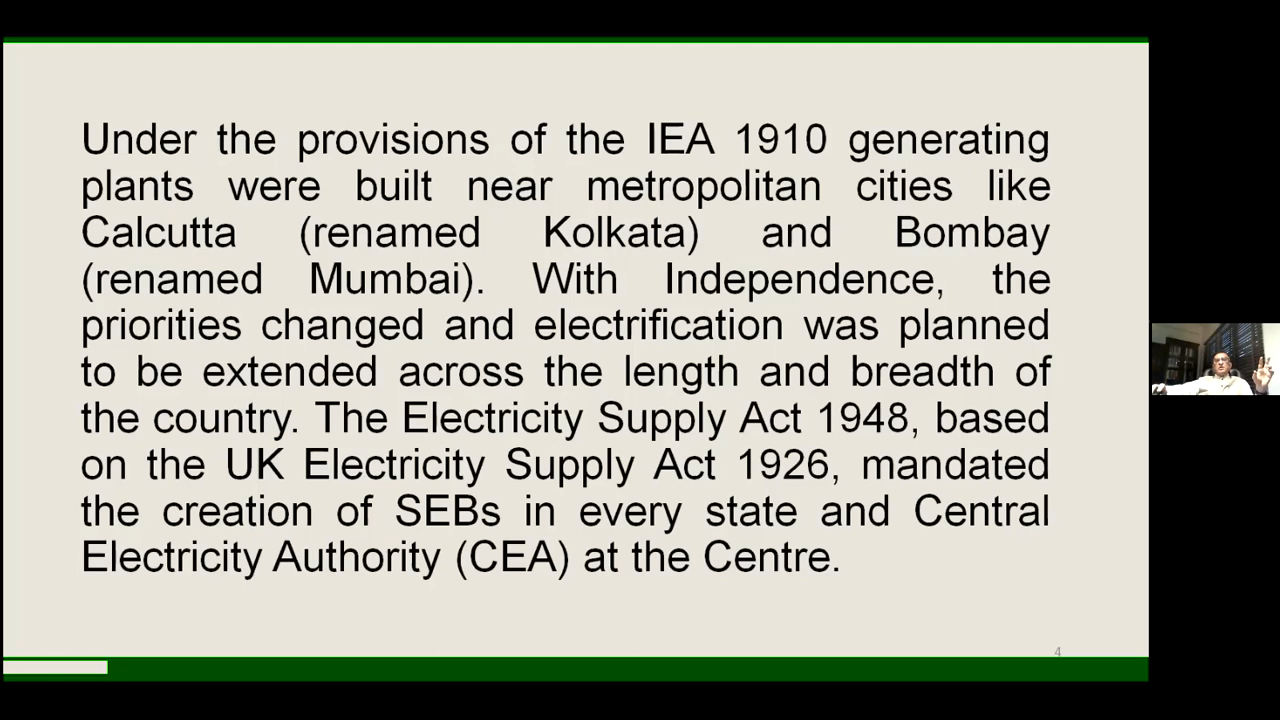 Under the provisions of the IEA 1910 generating
plants were built near metropolitan cities like
Calcutta (renamed Kolkata) and Bombay
(renamed Mumbai). With Independence, the
priorities changed and electrification was planned
to be extended across the length and breadth of
the country. The Electricity Supply Act 1948, based
on the UK Electricity Supply Act 1926, mandated
the creation of SEBs in every state and Central
Electricity Authority (CEA) at the Centre.
4